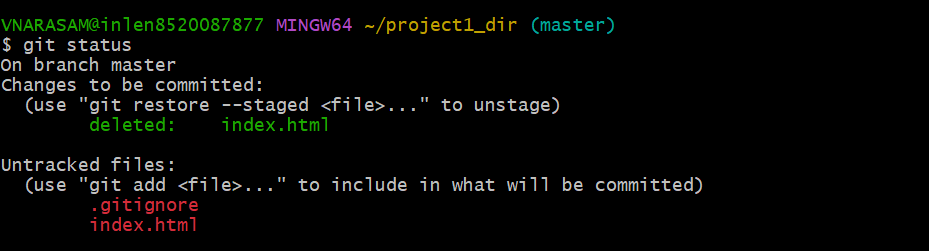 VNARASAM@inlen8520087877 MINGW64 ~/project1_dir (master)
$ git status
On branch master
Changes to be committed:
  (use "git restore --staged <file>..." to unstage)
        deleted:    index.html

Untracked files:
  (use "git add <file>..." to include in what will be committed)
        .gitignore
        index.html